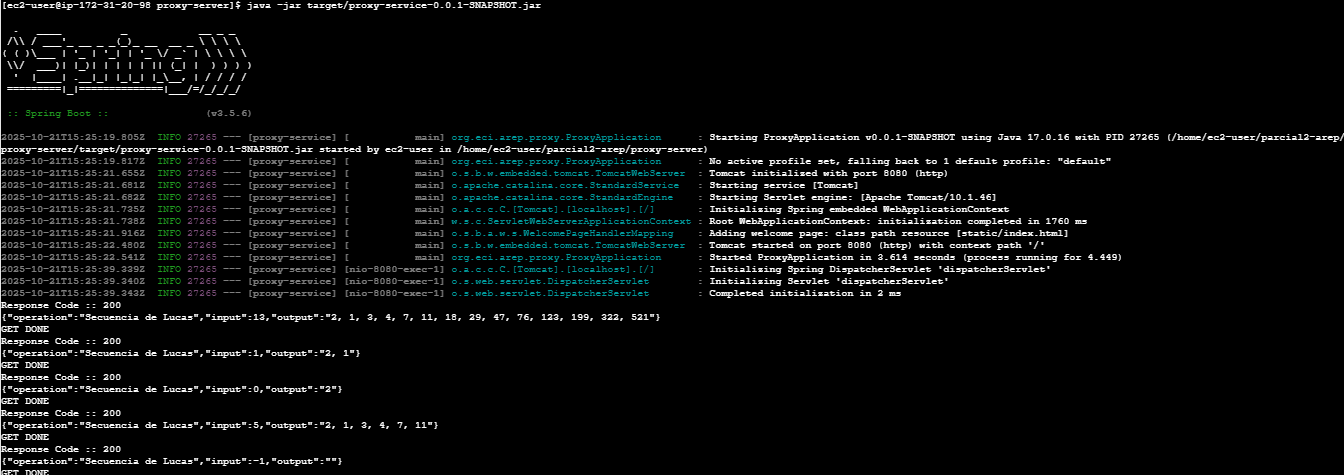 [ec2-user@ip-172-31-20-98 proxy-server]$ java -jar target/proxy-service-0.0.1-SNAPSHOT.jar
:: Spring Boot ::                (v3.5.6)
2025-10-21T15:25:19.805Z  INFO 27265 --- [proxy-service] [           main] org.eci.arep.proxy.ProxyApplication      : Starting ProxyApplication v0.0.1-SNAPSHOT using Java 17.0.16 with PID 27265 (/home/ec2-user/parcial2-arep/
proxy-server/target/proxy-service-0.0.1-SNAPSHOT.jar started by ec2-user in /home/ec2-user/parcial2-arep/proxy-server)
2025-10-21T15:25:19.817Z  INFO 27265 --- [proxy-service] [           main] org.eci.arep.proxy.ProxyApplication      : No active profile set, falling back to 1 default profile: "default"
2025-10-21T15:25:21.655Z  INFO 27265 --- [proxy-service] [           main] o.s.b.w.embedded.tomcat.TomcatWebServer  : Tomcat initialized with port 8080 (http)
2025-10-21T15:25:21.681Z  INFO 27265 --- [proxy-service] [           main] o.apache.catalina.core.StandardService   : Starting service [Tomcat]
2025-10-21T15:25:21.682Z  INFO 27265 --- [proxy-service] [           main] o.apache.catalina.core.StandardEngine    : Starting Servlet engine: [Apache Tomcat/10.1.46]
2025-10-21T15:25:21.735Z  INFO 27265 --- [proxy-service] [           main] o.a.c.c.C.[Tomcat].[localhost].[/]       : Initializing Spring embedded WebApplicationContext
2025-10-21T15:25:21.738Z  INFO 27265 --- [proxy-service] [           main] w.s.c.ServletWebServerApplicationContext : Root WebApplicationContext: initialization completed in 1760 ms
2025-10-21T15:25:21.916Z  INFO 27265 --- [proxy-service] [           main] o.s.b.a.w.s.WelcomePageHandlerMapping    : Adding welcome page: class path resource [static/index.html]
2025-10-21T15:25:22.480Z  INFO 27265 --- [proxy-service] [           main] o.s.b.w.embedded.tomcat.TomcatWebServer  : Tomcat started on port 8080 (http) with context path '/'
2025-10-21T15:25:22.541Z  INFO 27265 --- [proxy-service] [           main] org.eci.arep.proxy.ProxyApplication      : Started ProxyApplication in 3.614 seconds (process running for 4.449)
2025-10-21T15:25:39.339Z  INFO 27265 --- [proxy-service] [nio-8080-exec-1] o.a.c.c.C.[Tomcat].[localhost].[/]       : Initializing Spring DispatcherServlet 'dispatcherServlet'
2025-10-21T15:25:39.340Z  INFO 27265 --- [proxy-service] [nio-8080-exec-1] o.s.web.servlet.DispatcherServlet        : Initializing Servlet 'dispatcherServlet'
2025-10-21T15:25:39.343Z  INFO 27265 --- [proxy-service] [nio-8080-exec-1] o.s.web.servlet.DispatcherServlet        : Completed initialization in 2 ms
Response Code :: 200
{"operation":"Secuencia de Lucas","input":13,"output":"2, 1, 3, 4, 7, 11, 18, 29, 47, 76, 123, 199, 322, 521"}
GET DONE
Response Code :: 200
{"operation":"Secuencia de Lucas","input":1,"output":"2, 1"}
GET DONE
Response Code :: 200
{"operation":"Secuencia de Lucas","input":0,"output":"2"}
GET DONE
Response Code :: 200
{"operation":"Secuencia de Lucas","input":5,"output":"2, 1, 3, 4, 7, 11"}
GET DONE
Response Code :: 200
{"operation":"Secuencia de Lucas","input":-1,"output":""}
GET DONE